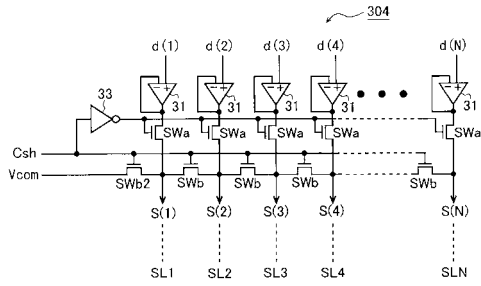 304
d(1) d(2) d(3) d(4) d(N)
33 31 31 31 31 31
SWa SWa SWa SWa SWa
Csh
Vcom
SWb2 SWb SWb SWb SWb
S(1) S(2) S(3) S(4) S(N)
SL1 SL2 SL3 SL4 SLN